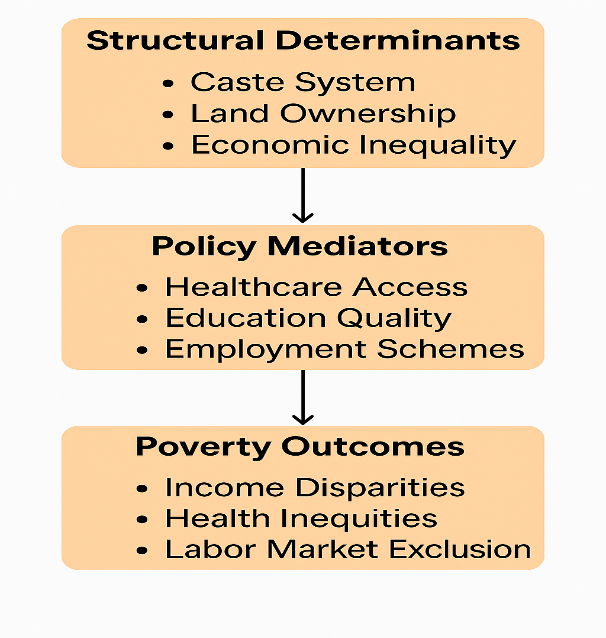 Structural Determinants
• Caste System
• Land Ownership
• Economic Inequality
Policy Mediators
• Healthcare Access
• Education Quality
• Employment Schemes
Poverty Outcomes
• Income Disparities
• Health Inequities
• Labor Market Exclusion